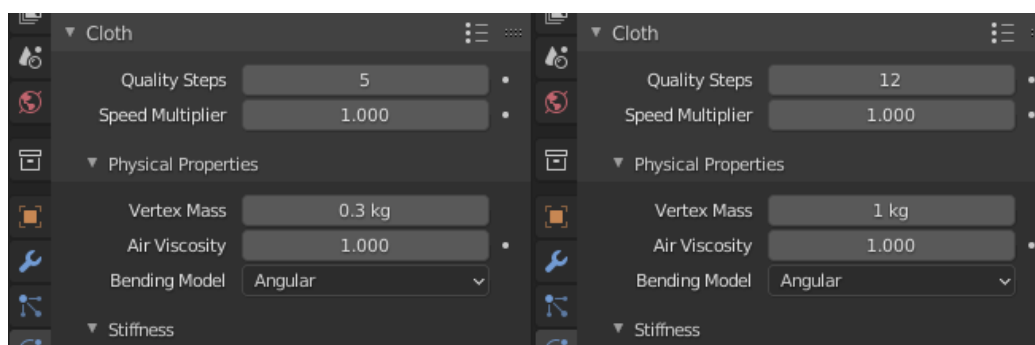 Cloth
Quality Steps 5
Speed Multiplier 1.000
Physical Properties
Vertex Mass 0.3 kg
Air Viscosity 1.000
Bending Model Angular
Stiffness
Cloth
Quality Steps 12
Speed Multiplier 1.000
Physical Properties
Vertex Mass 1 kg
Air Viscosity 1.000
Bending Model Angular
Stiffness